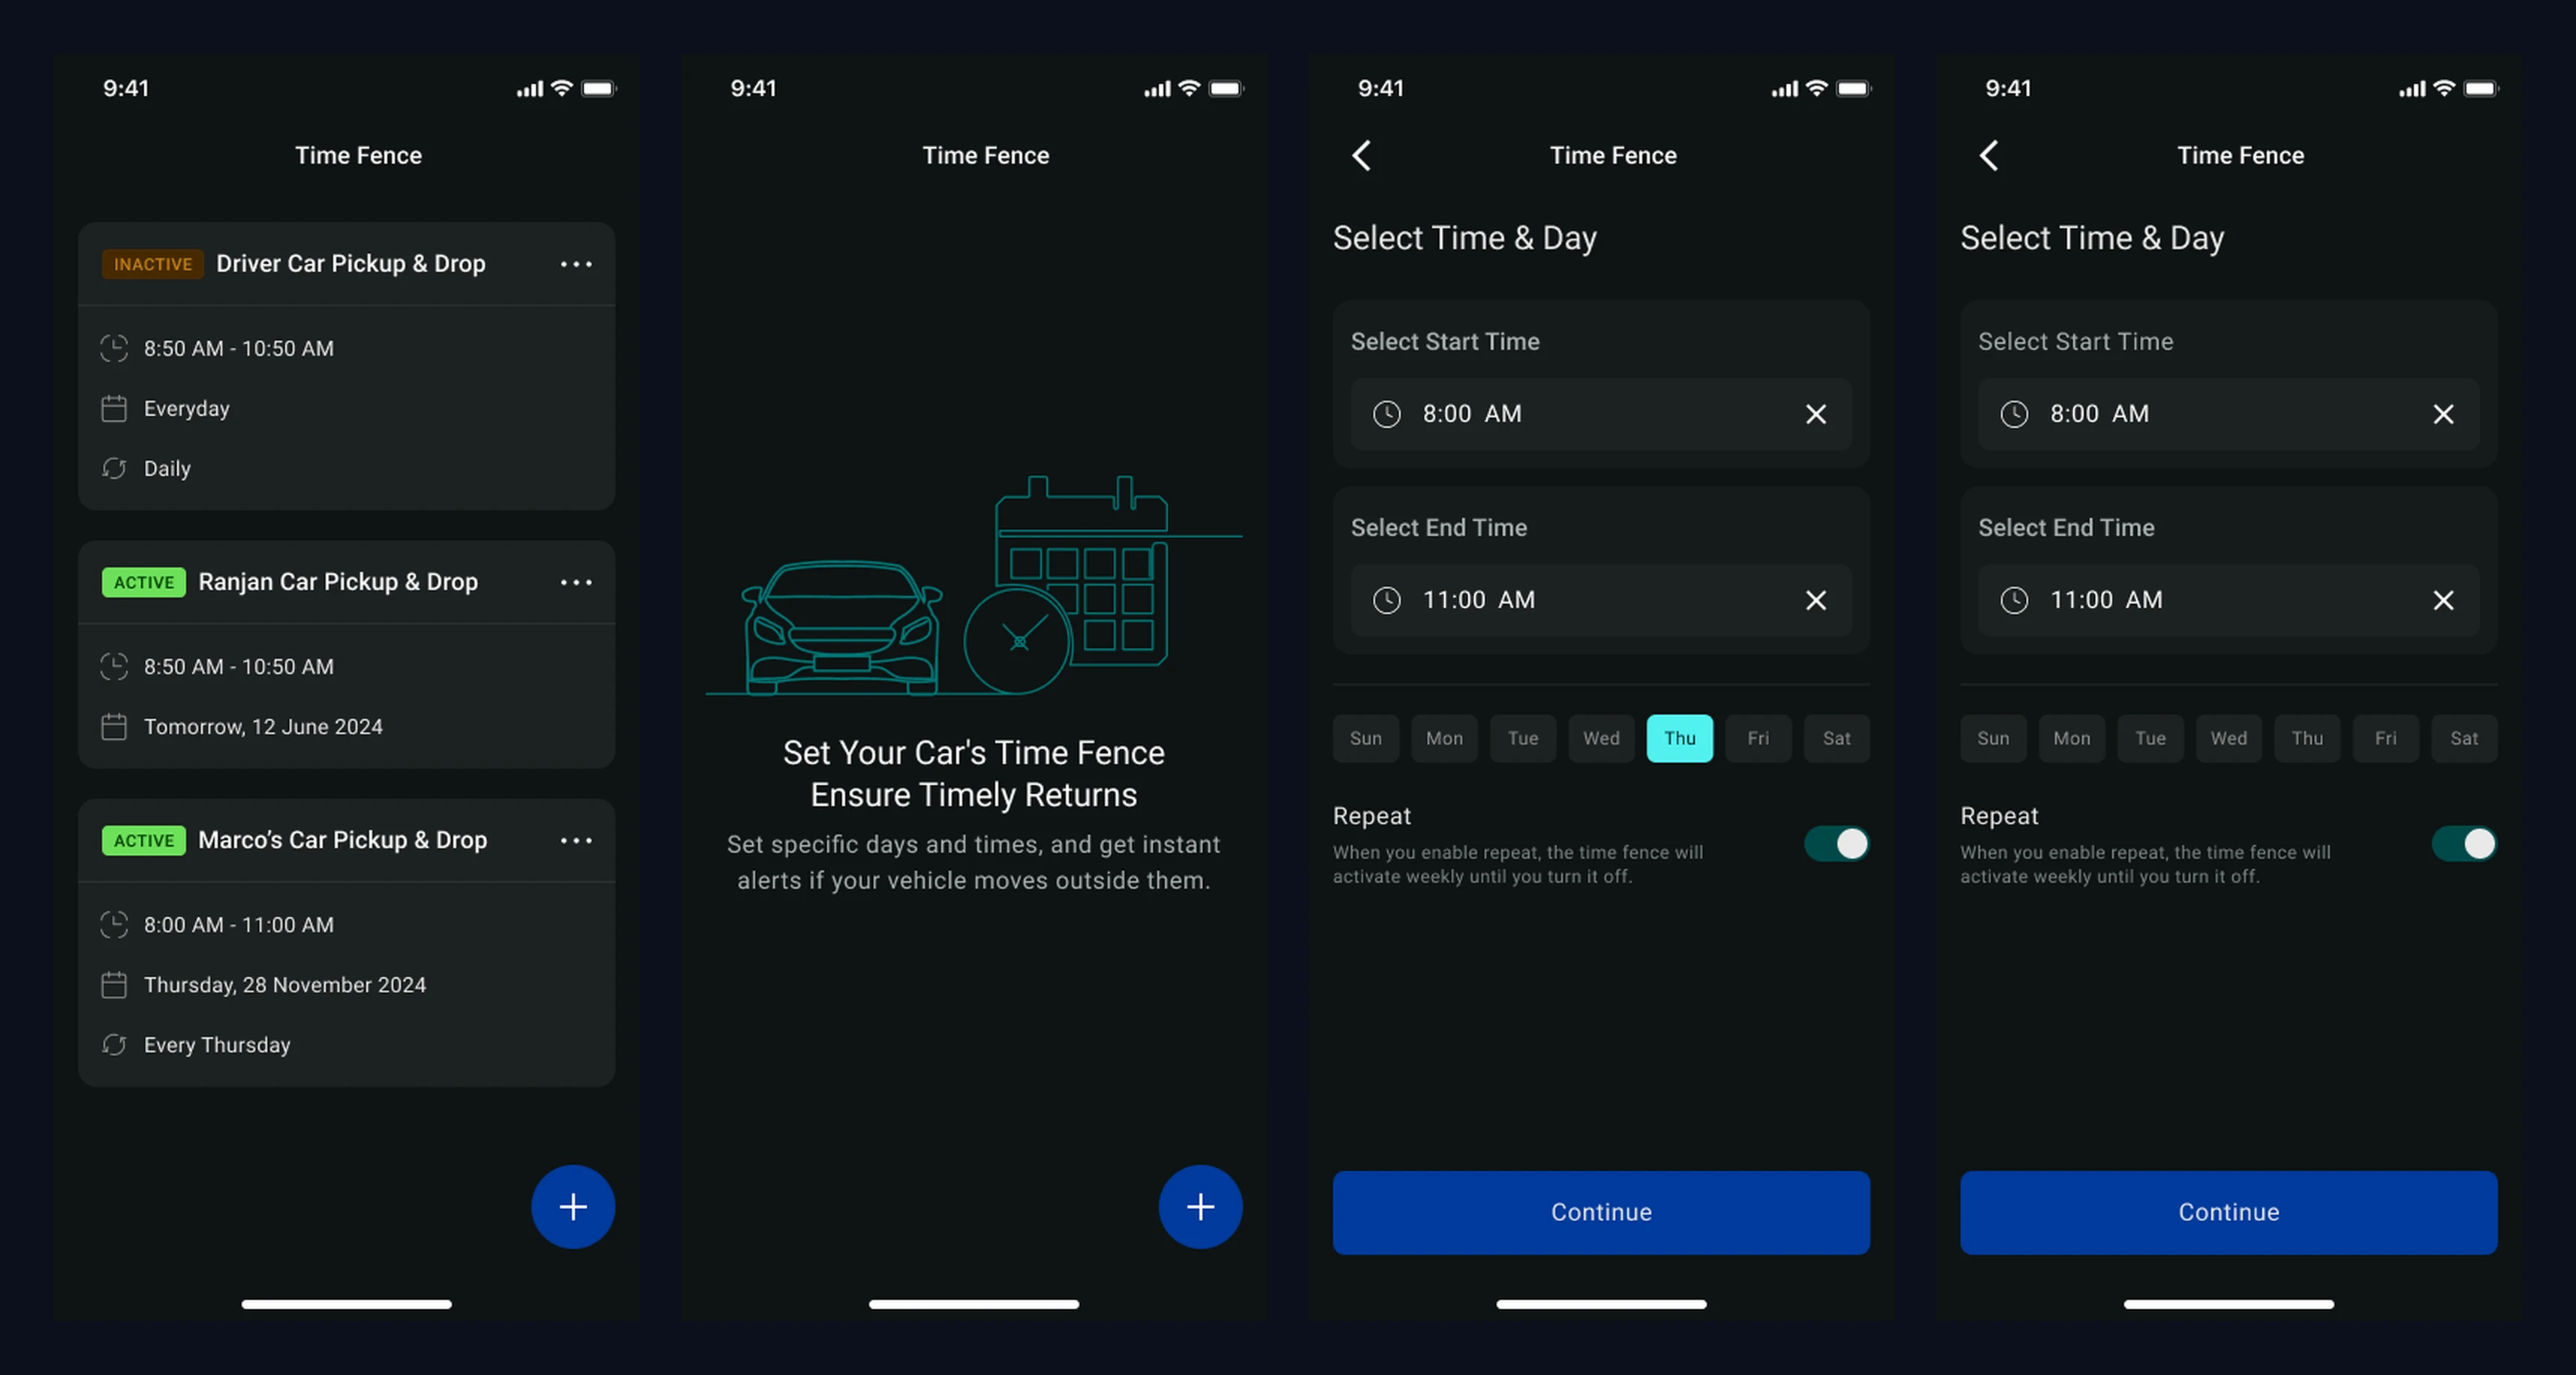 9:41
Time Fence
INACTIVE Driver Car Pickup & Drop
8:50 AM - 10:50 AM
Everyday
Daily
ACTIVE Ranjan Car Pickup & Drop
8:50 AM - 10:50 AM
Tomorrow, 12 June 2024
ACTIVE Marco’s Car Pickup & Drop
8:00 AM - 11:00 AM
Thursday, 28 November 2024
Every Thursday
9:41
Time Fence
Set Your Car's Time Fence
Ensure Timely Returns
Set specific days and times, and get instant
alerts if your vehicle moves outside them.
9:41
Time Fence
Select Time & Day
Select Start Time
8:00 AM
Select End Time
11:00 AM
Sun Mon Tue Wed Thu Fri Sat
Repeat
When you enable repeat, the time fence will
activate weekly until you turn it off.
Continue
9:41
Time Fence
Select Time & Day
Select Start Time
8:00 AM
Select End Time
11:00 AM
Sun Mon Tue Wed Thu Fri Sat
Repeat
When you enable repeat, the time fence will
activate weekly until you turn it off.
Continue